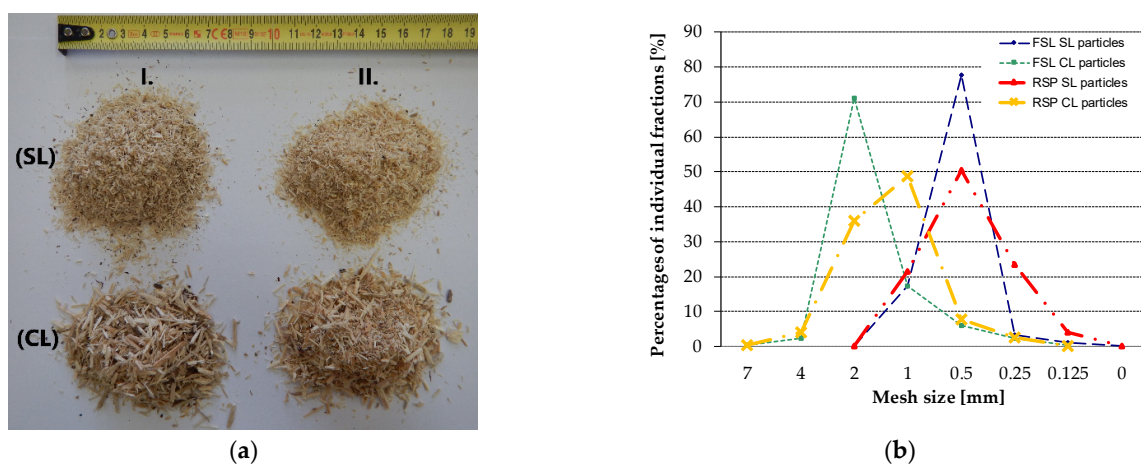 2 3 4 5 6 7 8 9 10 11 12 13 14 15 16 17 18 19
I. II.
(SL)
(CL)
(a)
FSL SL particles
FSL CL particles
RSP SL particles
RSP CL particles
Percentages of individual fractions [%]
90
80
70
60
50
40
30
20
10
0
7 4 2 1 0.5 0.25 0.125 0
Mesh size [mm]
(b)